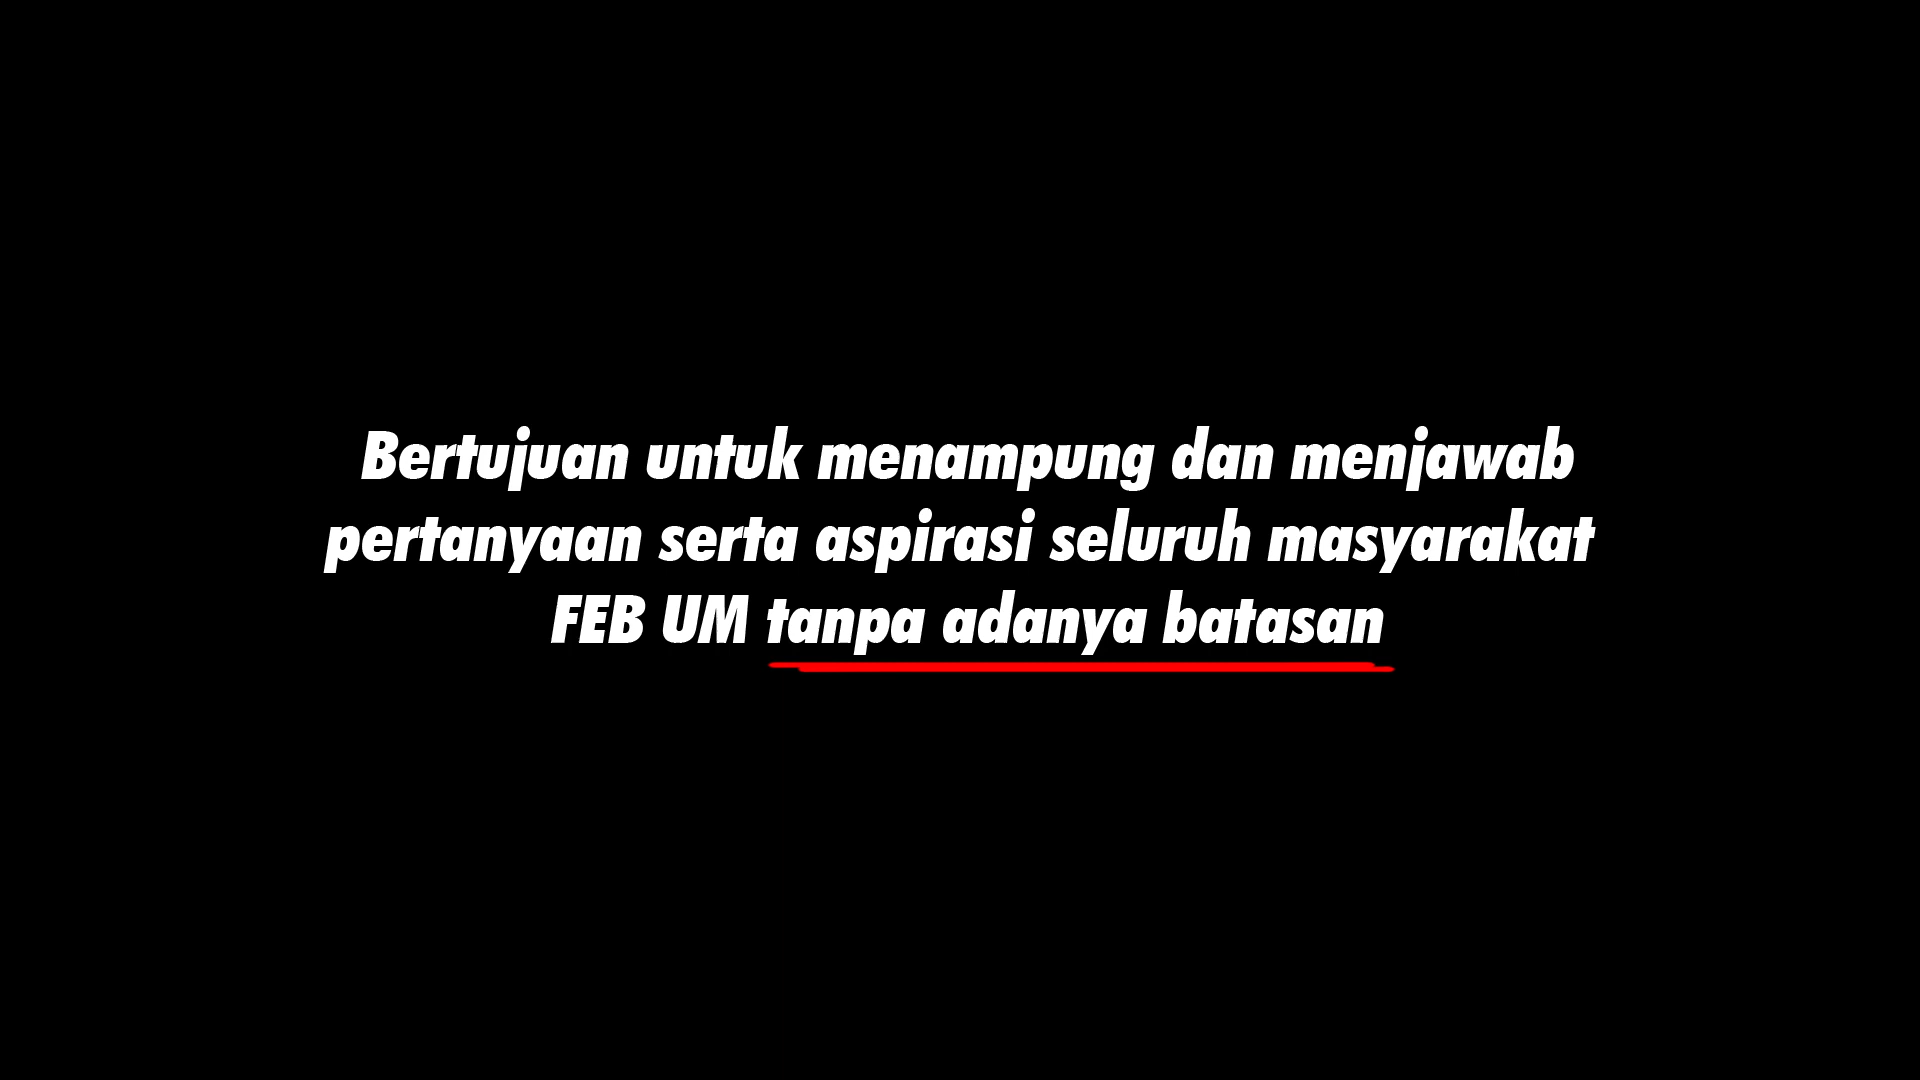 Bertujuan untuk menampung dan menjawab
pertanyaan serta aspirasi seluruh masyarakat
FEB UM tanpa adanya batasan